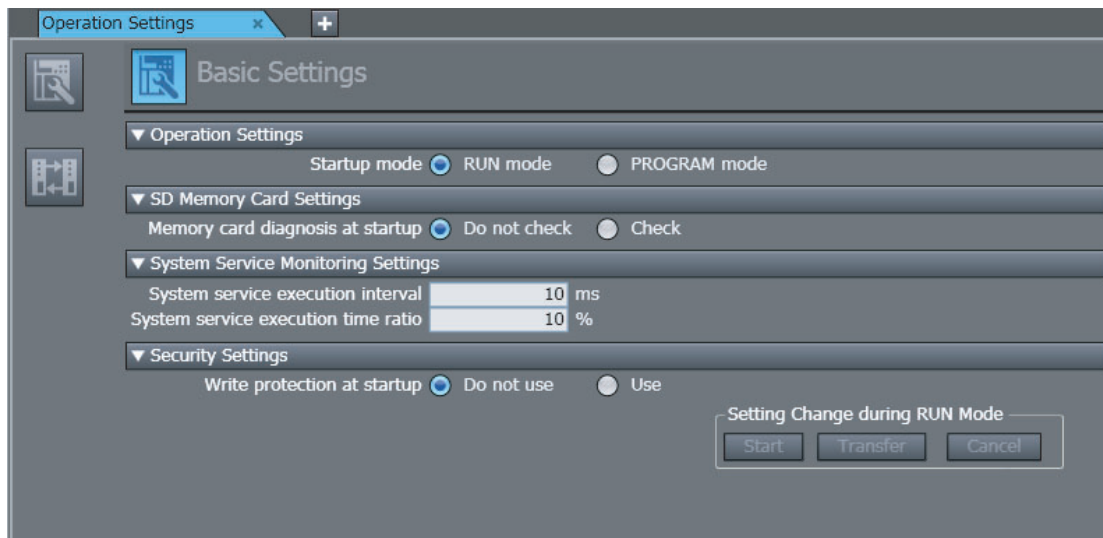 Operation Settings × +
Basic Settings
▼ Operation Settings
Startup mode RUN mode PROGRAM mode
▼ SD Memory Card Settings
Memory card diagnosis at startup Do not check Check
▼ System Service Monitoring Settings
System service execution interval 10 ms
System service execution time ratio 10 %
▼ Security Settings
Write protection at startup Do not use Use
Setting Change during RUN Mode
Start Transfer Cancel